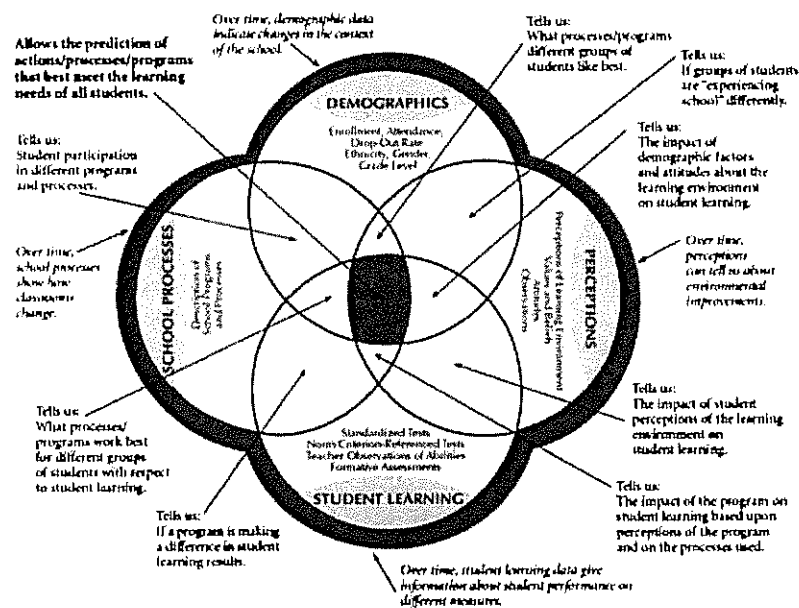 Over time, demographic data
indicate changes in the context
of the school.
Allows the prediction of
actions/processes/programs
that best meet the learning
needs of all students.
Tells us:
What processes/programs
different groups of
students like best.
Tells us:
If groups of students
are "experiencing
school" differently.
Tells us:
Student participation
in different programs
and processes.
DEMOGRAPHICS
Enrollment, Attendance,
Drop-Out Rate
Ethnicity, Gender,
Grade Level
Tells us:
The impact of
demographic factors
and attitudes about the
learning environment
on student learning.
Over time,
school processes
show how
classrooms
change.
SCHOOL PROCESSES
Description of
School Programs
and Processes
PERCEPTIONS
Perceptions of Learning Environment
Values and Beliefs
Attitudes
Observations
Over time,
perceptions
can tell us about
environmental
improvements.
Tells us:
What processes/
programs work best
for different groups
of students with respect
to student learning.
Standardized Tests
Norm/Criterion-Referenced Tests
Teacher Observations of Abilities
Formative Assessments
STUDENT LEARNING
Tells us:
The impact of student
perceptions of the learning
environment on
student learning.
Tells us:
If a program is making
a difference in student
learning results.
Tells us:
The impact of the program on
student learning based upon
perceptions of the program
and on the processes used.
Over time, student learning data give
information about student performance on
different measures.